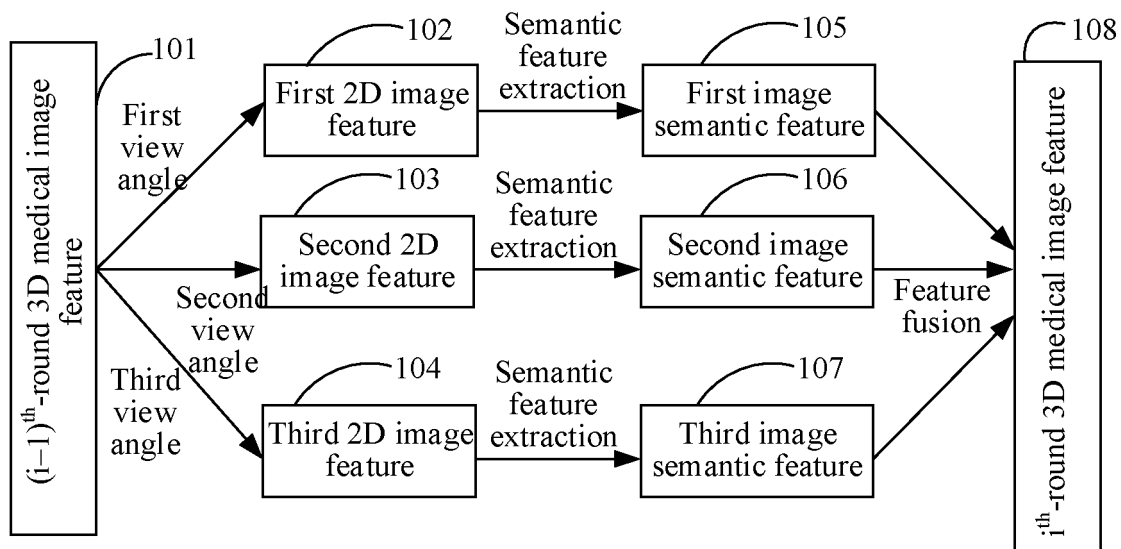 101
(i−1)th-round 3D medical image
feature
First
view
angle
Second
view
angle
Third
view
angle
102
First 2D image
feature
Semantic
feature
extraction
105
First image
semantic feature
103
Second 2D
image feature
Semantic
feature
extraction
106
Second image
semantic feature
104
Third 2D image
feature
Semantic
feature
extraction
107
Third image
semantic feature
Feature
fusion
108
ith-round 3D medical image feature